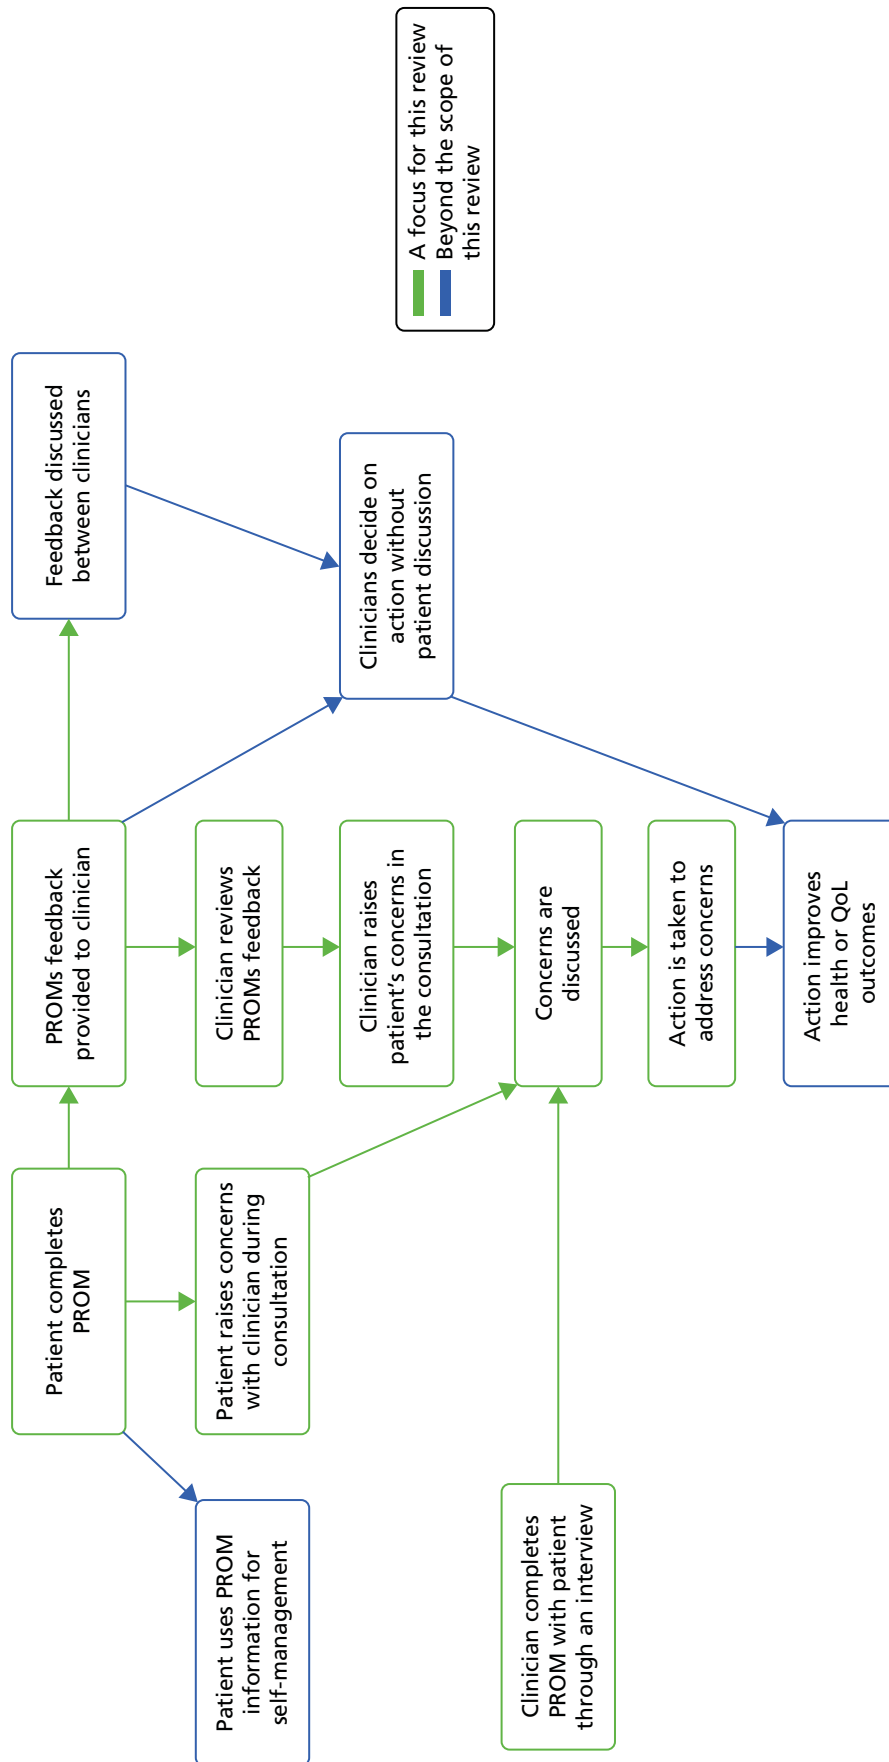 Patient completes
PROM
PROMs feedback
provided to clinician
Feedback discussed
between clinicians
Patient uses PROM
information for
self-management
Patient raises concerns
with clinician during
consultation
Clinician reviews
PROMs feedback
Clinician raises
patient's concerns in
the consultation
Clinicians decide on
action without
patient discussion
Clinician completes
PROM with patient
through an interview
Concerns are
discussed
Action is taken to
address concerns
Action improves
health or QoL
outcomes
A focus for this review
Beyond the scope of
this review